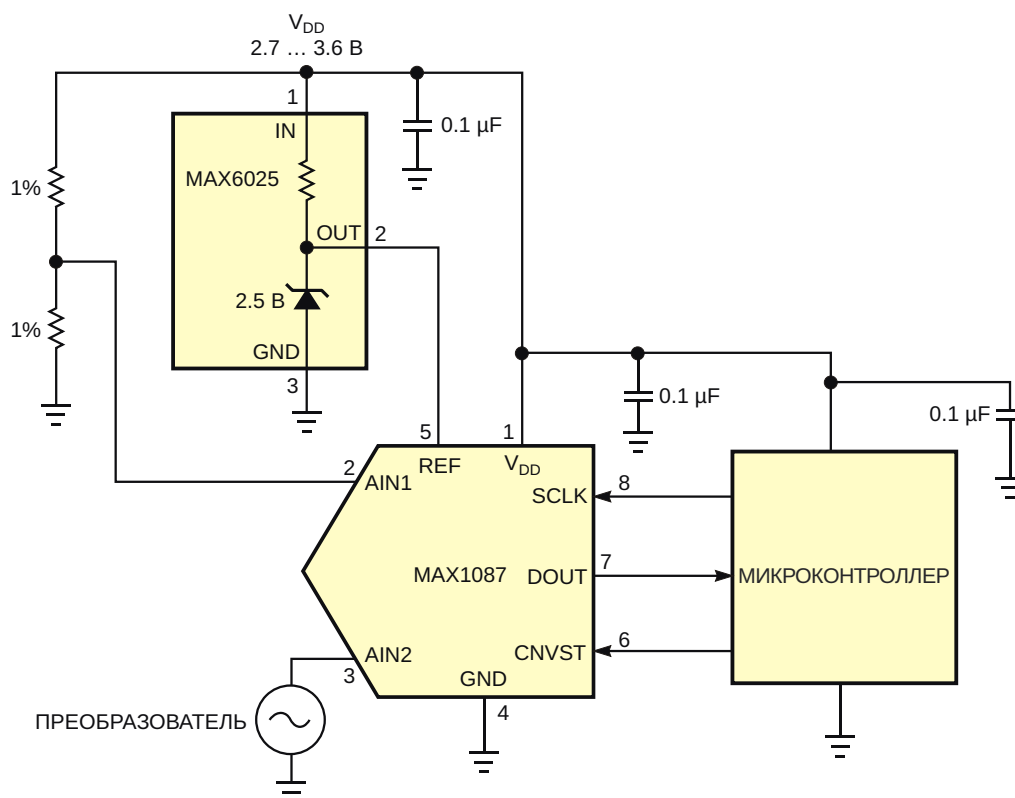 VDD
2.7 … 3.6 В
1
IN
0.1 µF
MAX6025
1%
OUT
2
2.5 В
1%
GND
3
0.1 µF
0.1 µF
5
1
REF
VDD
2
AIN1
SCLK
8
MAX1087
DOUT
7
МИКРОКОНТРОЛЛЕР
CNVST
6
AIN2
3
GND
4
ПРЕОБРАЗОВАТЕЛЬ